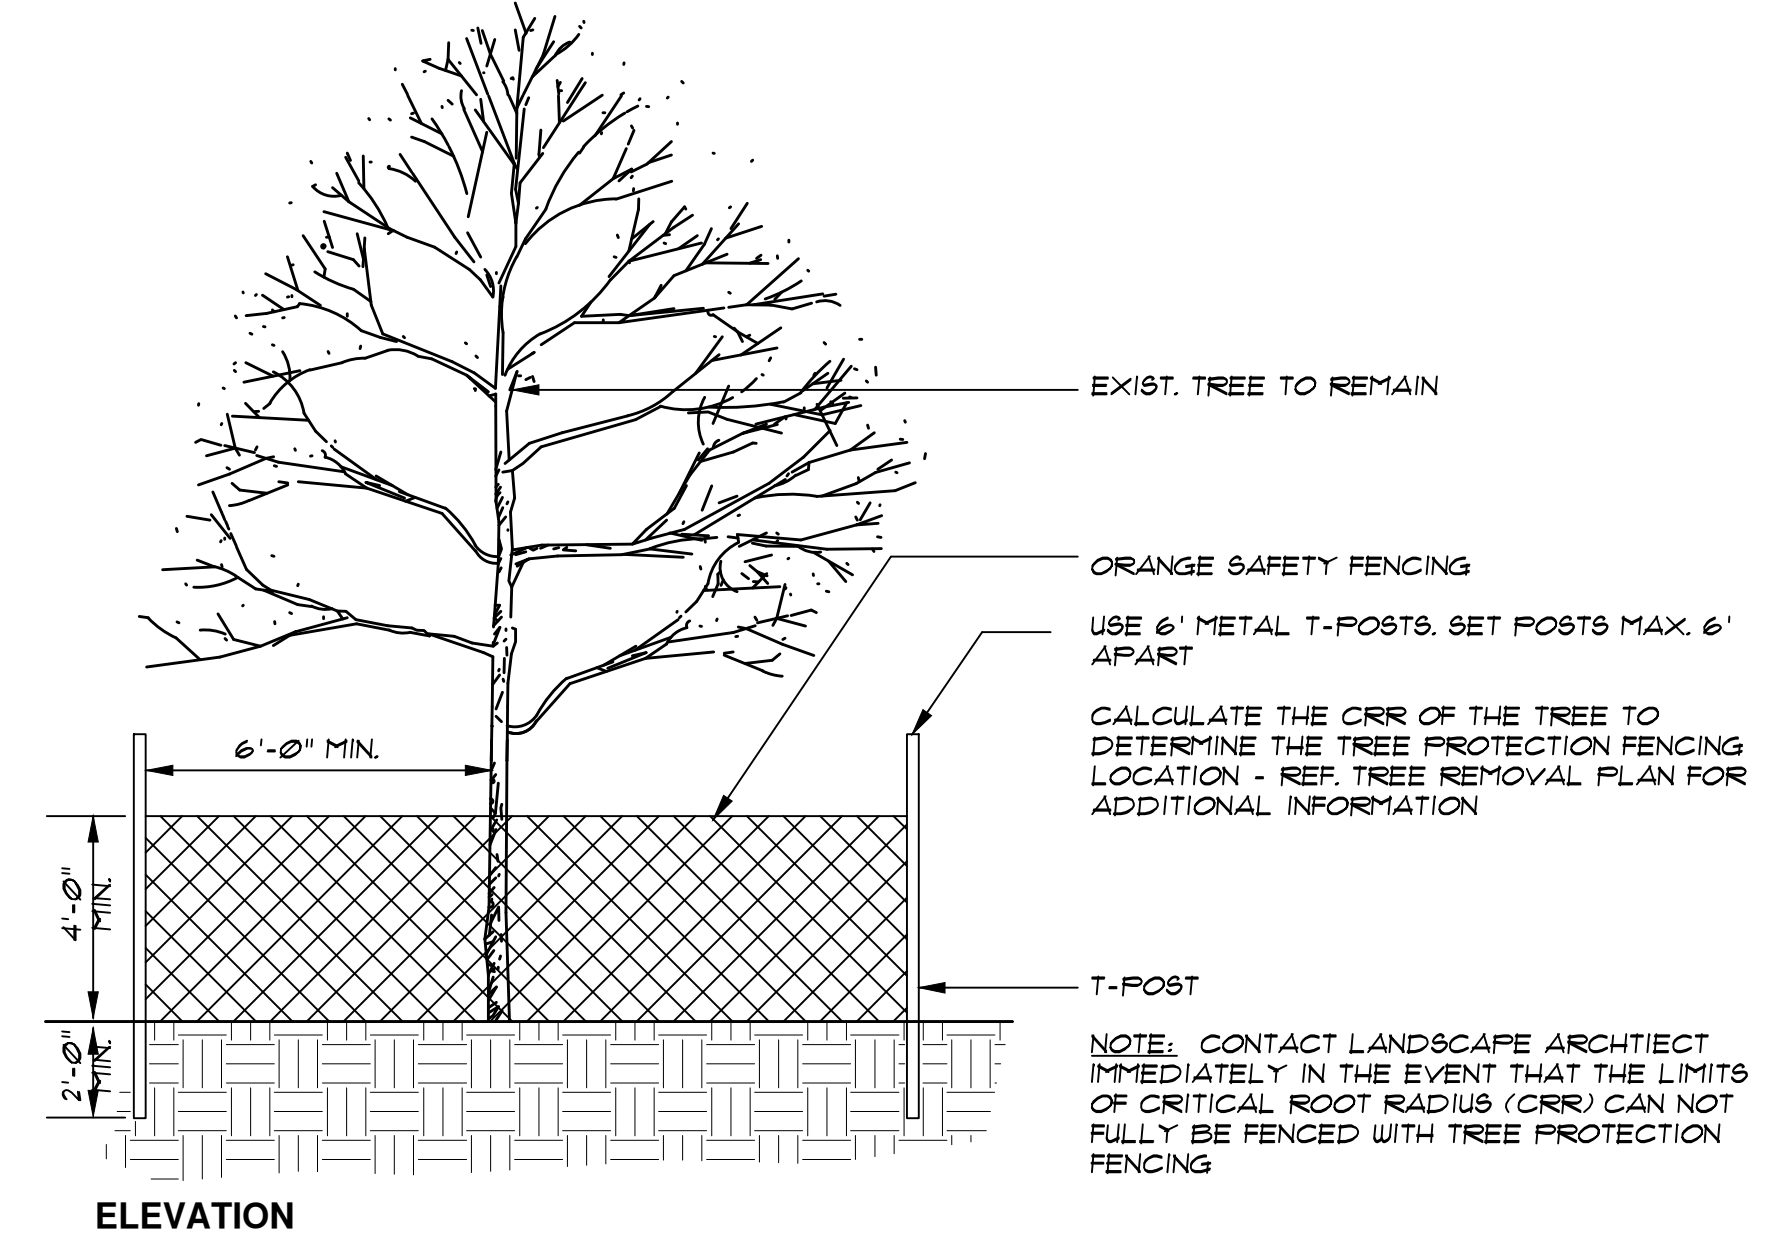 EXIST. TREE TO REMAIN
ORANGE SAFETY FENCING
USE 6' METAL T-POSTS. SET POSTS MAX. 6'
APART
CALCULATE THE CRR OF THE TREE TO
DETERMINE THE TREE PROTECTION FENCING
LOCATION - REF. TREE REMOVAL PLAN FOR
ADDITIONAL INFORMATION
6'-0" MIN.
4'-0"
MIN.
T-POST
2'-0"
MIN.
NOTE: CONTACT LANDSCAPE ARCHTIECT
IMMEDIATELY IN THE EVENT THAT THE LIMITS
OF CRITICAL ROOT RADIUS (CRR) CAN NOT
FULLY BE FENCED WITH TREE PROTECTION
FENCING
ELEVATION